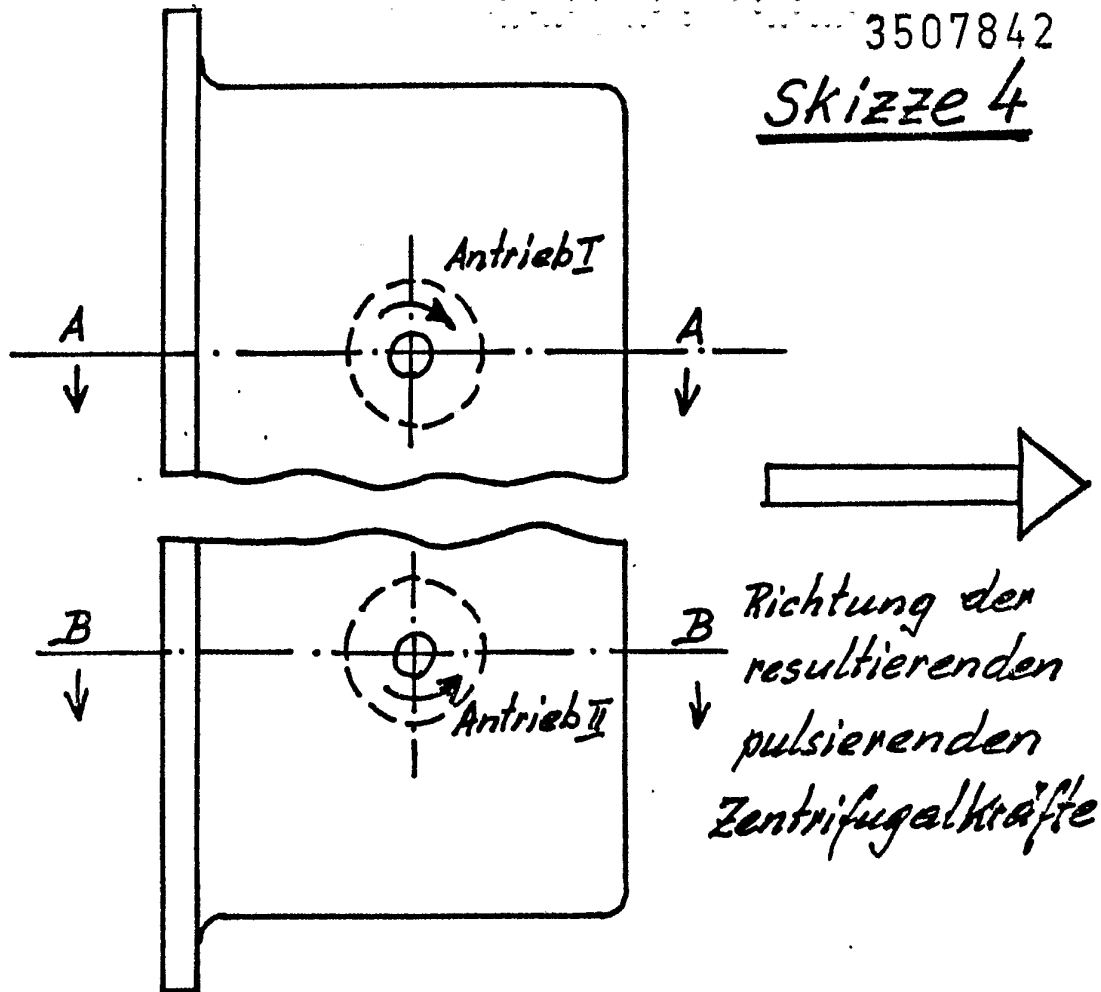 3507842
Skizze 4
Antrieb I
A
A
B
B
Antrieb II
Richtung der
resultierenden
pulsierenden
Zentrifugalkräfte